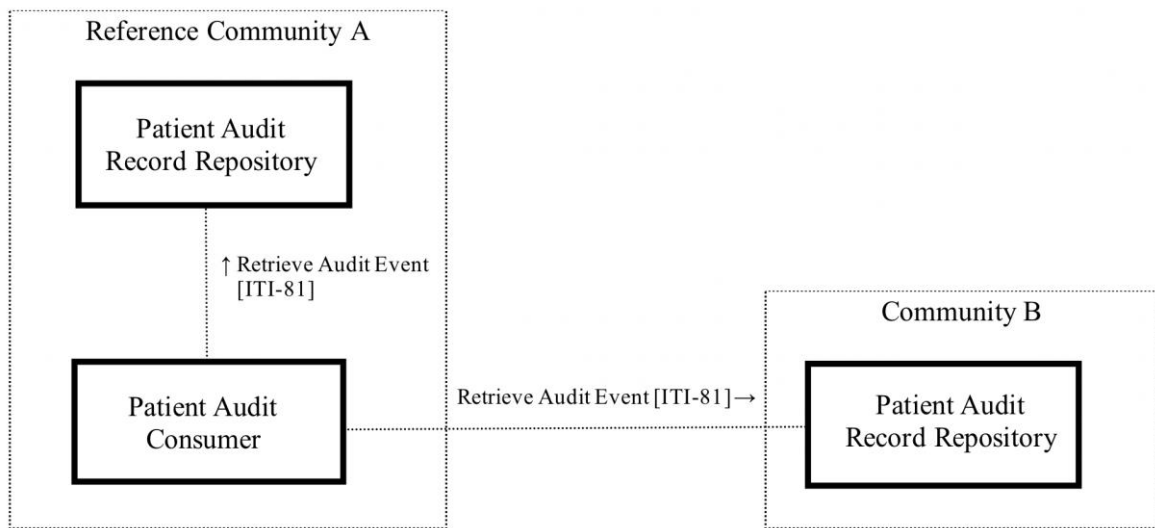 Reference Community A
Patient Audit
Record Repository
↑ Retrieve Audit Event
[ITI-81]
Patient Audit
Consumer
Retrieve Audit Event [ITI-81]→
Community B
Patient Audit
Record Repository